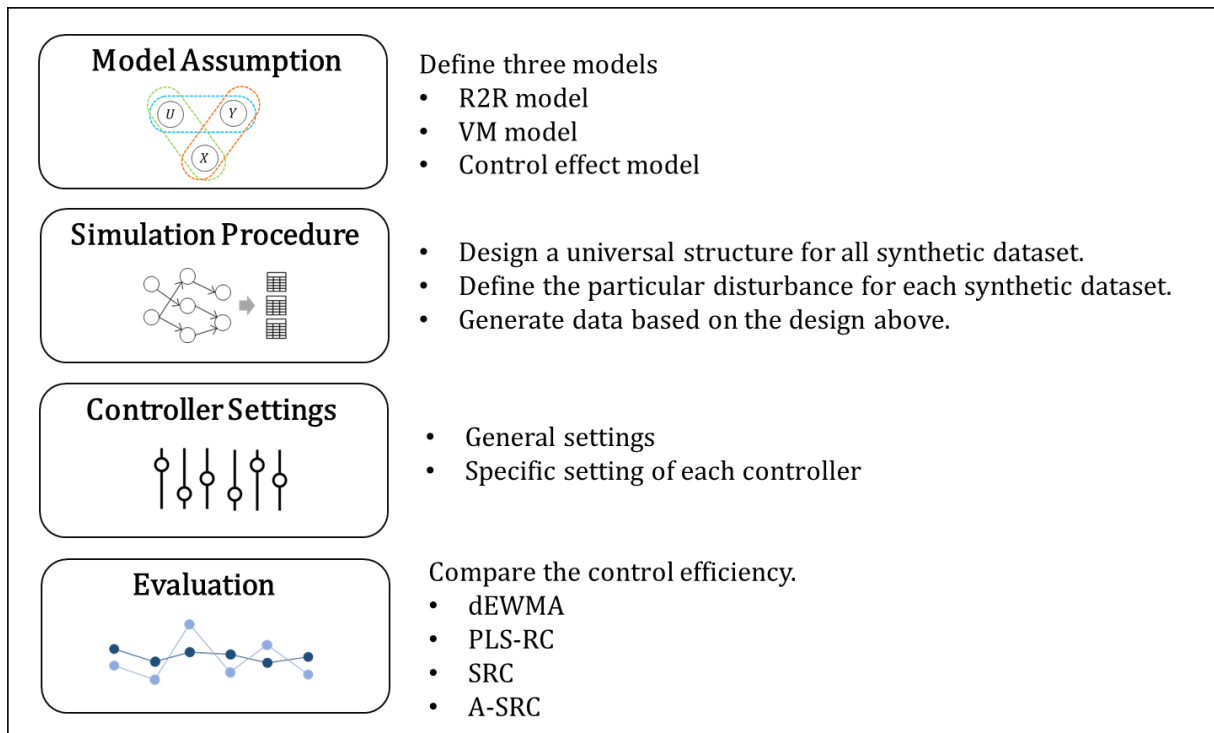 Model Assumption
U
Y
X
Define three models
• R2R model
• VM model
• Control effect model
Simulation Procedure
• Design a universal structure for all synthetic dataset.
• Define the particular disturbance for each synthetic dataset.
• Generate data based on the design above.
Controller Settings
• General settings
• Specific setting of each controller
Evaluation
Compare the control efficiency.
• dEWMA
• PLS-RC
• SRC
• A-SRC